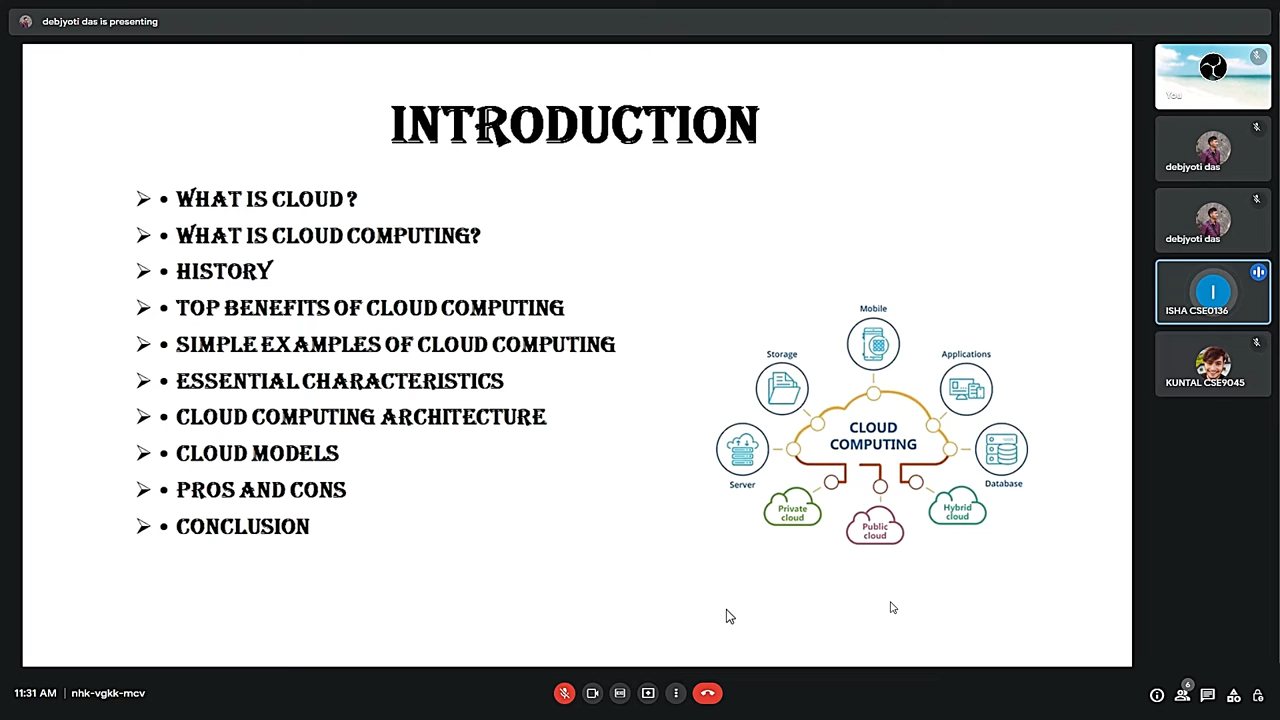 debjyoti das is presenting
INTRODUCTION
➢ • WHAT IS CLOUD ?
➢ • WHAT IS CLOUD COMPUTING?
➢ • HISTORY
➢ • TOP BENEFITS OF CLOUD COMPUTING
➢ • SIMPLE EXAMPLES OF CLOUD COMPUTING
➢ • ESSENTIAL CHARACTERISTICS
➢ • CLOUD COMPUTING ARCHITECTURE
➢ • CLOUD MODELS
➢ • PROS AND CONS
➢ • CONCLUSION
Mobile
Storage
Applications
CLOUD
COMPUTING
Server
Database
Private
cloud
Public
cloud
Hybrid
cloud
You
debjyoti das
debjyoti das
I
ISHA CSE0136
KUNTAL CSE9045
11:31 AM | nhk-vgkk-mcv
6